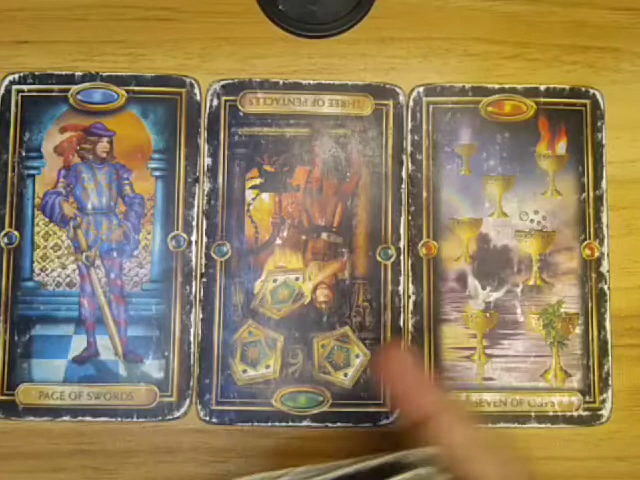 PAGE OF SWORDS
THREE OF PENTACLES
SEVEN OF CUPS